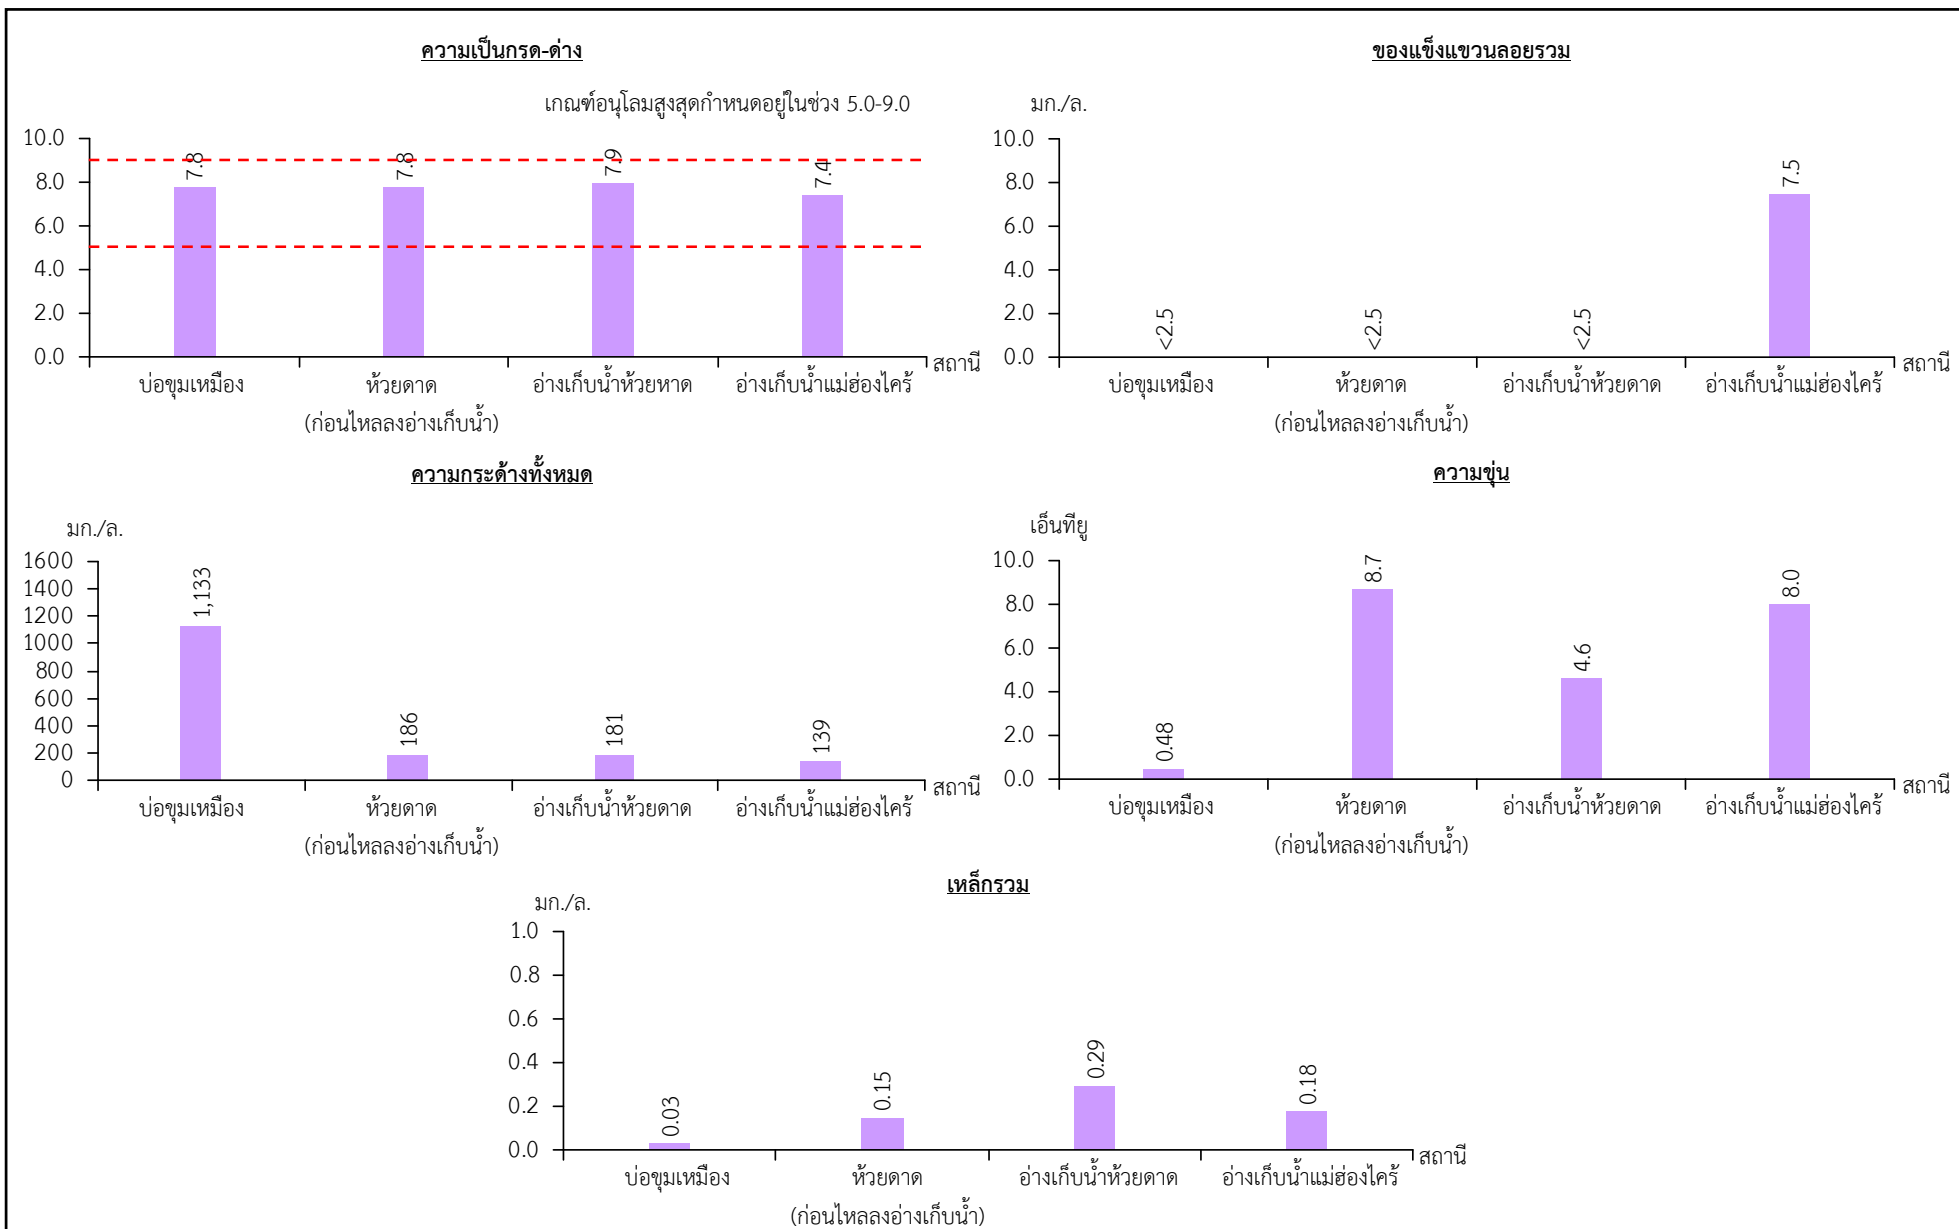 ความเป็นกรด-ด่าง
เกณฑ์อนุโลมสูงสุดกำหนดอยู่ในช่วง 5.0-9.0
10.0
8.0
6.0
4.0
2.0
0.0
7.8
7.8
7.9
7.4
สถานี
บ่อขุมเหมือง
ห้วยดาด
อ่างเก็บน้ำห้วยหาด
อ่างเก็บน้ำแม่ฮ่องไคร้
(ก่อนไหลลงอ่างเก็บน้ำ)
ของแข็งแขวนลอยรวม
มก./ล.
10.0
8.0
6.0
4.0
2.0
0.0
<2.5
<2.5
<2.5
7.5
สถานี
บ่อขุมเหมือง
ห้วยดาด
อ่างเก็บน้ำห้วยดาด
อ่างเก็บน้ำแม่ฮ่องไคร้
(ก่อนไหลลงอ่างเก็บน้ำ)
ความกระด้างทั้งหมด
มก./ล.
1600
1400
1200
1000
800
600
400
200
0
1,133
186
181
139
สถานี
บ่อขุมเหมือง
ห้วยดาด
อ่างเก็บน้ำห้วยดาด
อ่างเก็บน้ำแม่ฮ่องไคร้
(ก่อนไหลลงอ่างเก็บน้ำ)
ความขุ่น
เอ็นทียู
10.0
8.0
6.0
4.0
2.0
0.0
0.48
8.7
4.6
8.0
สถานี
บ่อขุมเหมือง
ห้วยดาด
อ่างเก็บน้ำห้วยดาด
อ่างเก็บน้ำแม่ฮ่องไคร้
(ก่อนไหลลงอ่างเก็บน้ำ)
เหล็กรวม
มก./ล.
1.0
0.8
0.6
0.4
0.2
0.0
0.03
0.15
0.29
0.18
สถานี
บ่อขุมเหมือง
ห้วยดาด
อ่างเก็บน้ำห้วยดาด
อ่างเก็บน้ำแม่ฮ่องไคร้
(ก่อนไหลลงอ่างเก็บน้ำ)